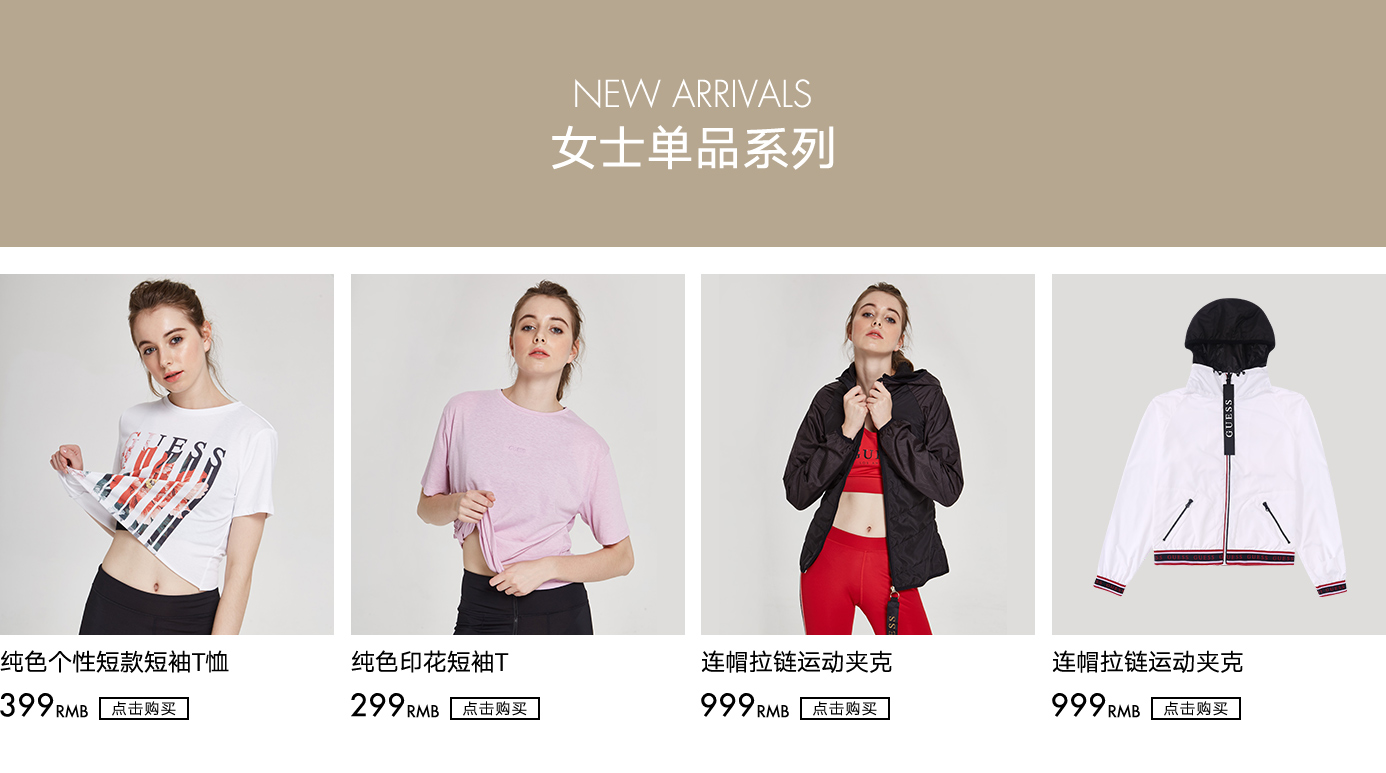 NEW ARRIVALS
女士单品系列
GUESS
GUESS
GUESS
纯色个性短款短袖T恤
399RMB 点击购买
纯色印花短袖T
299RMB 点击购买
连帽拉链运动夹克
999RMB 点击购买
连帽拉链运动夹克
999RMB 点击购买